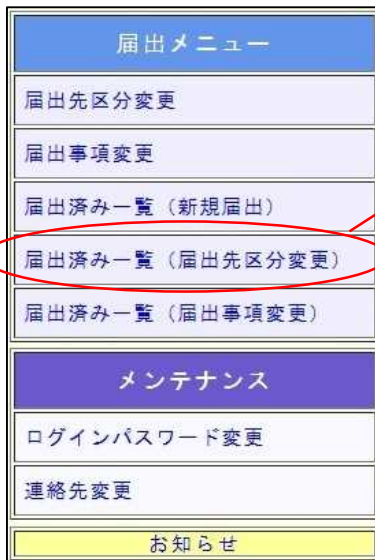 届出メニュー
届出先区分変更
届出事項変更
届出済み一覧（新規届出）
届出済み一覧（届出先区分変更）
届出済み一覧（届出事項変更）
メンテナンス
ログインパスワード変更
連絡先変更
お知らせ